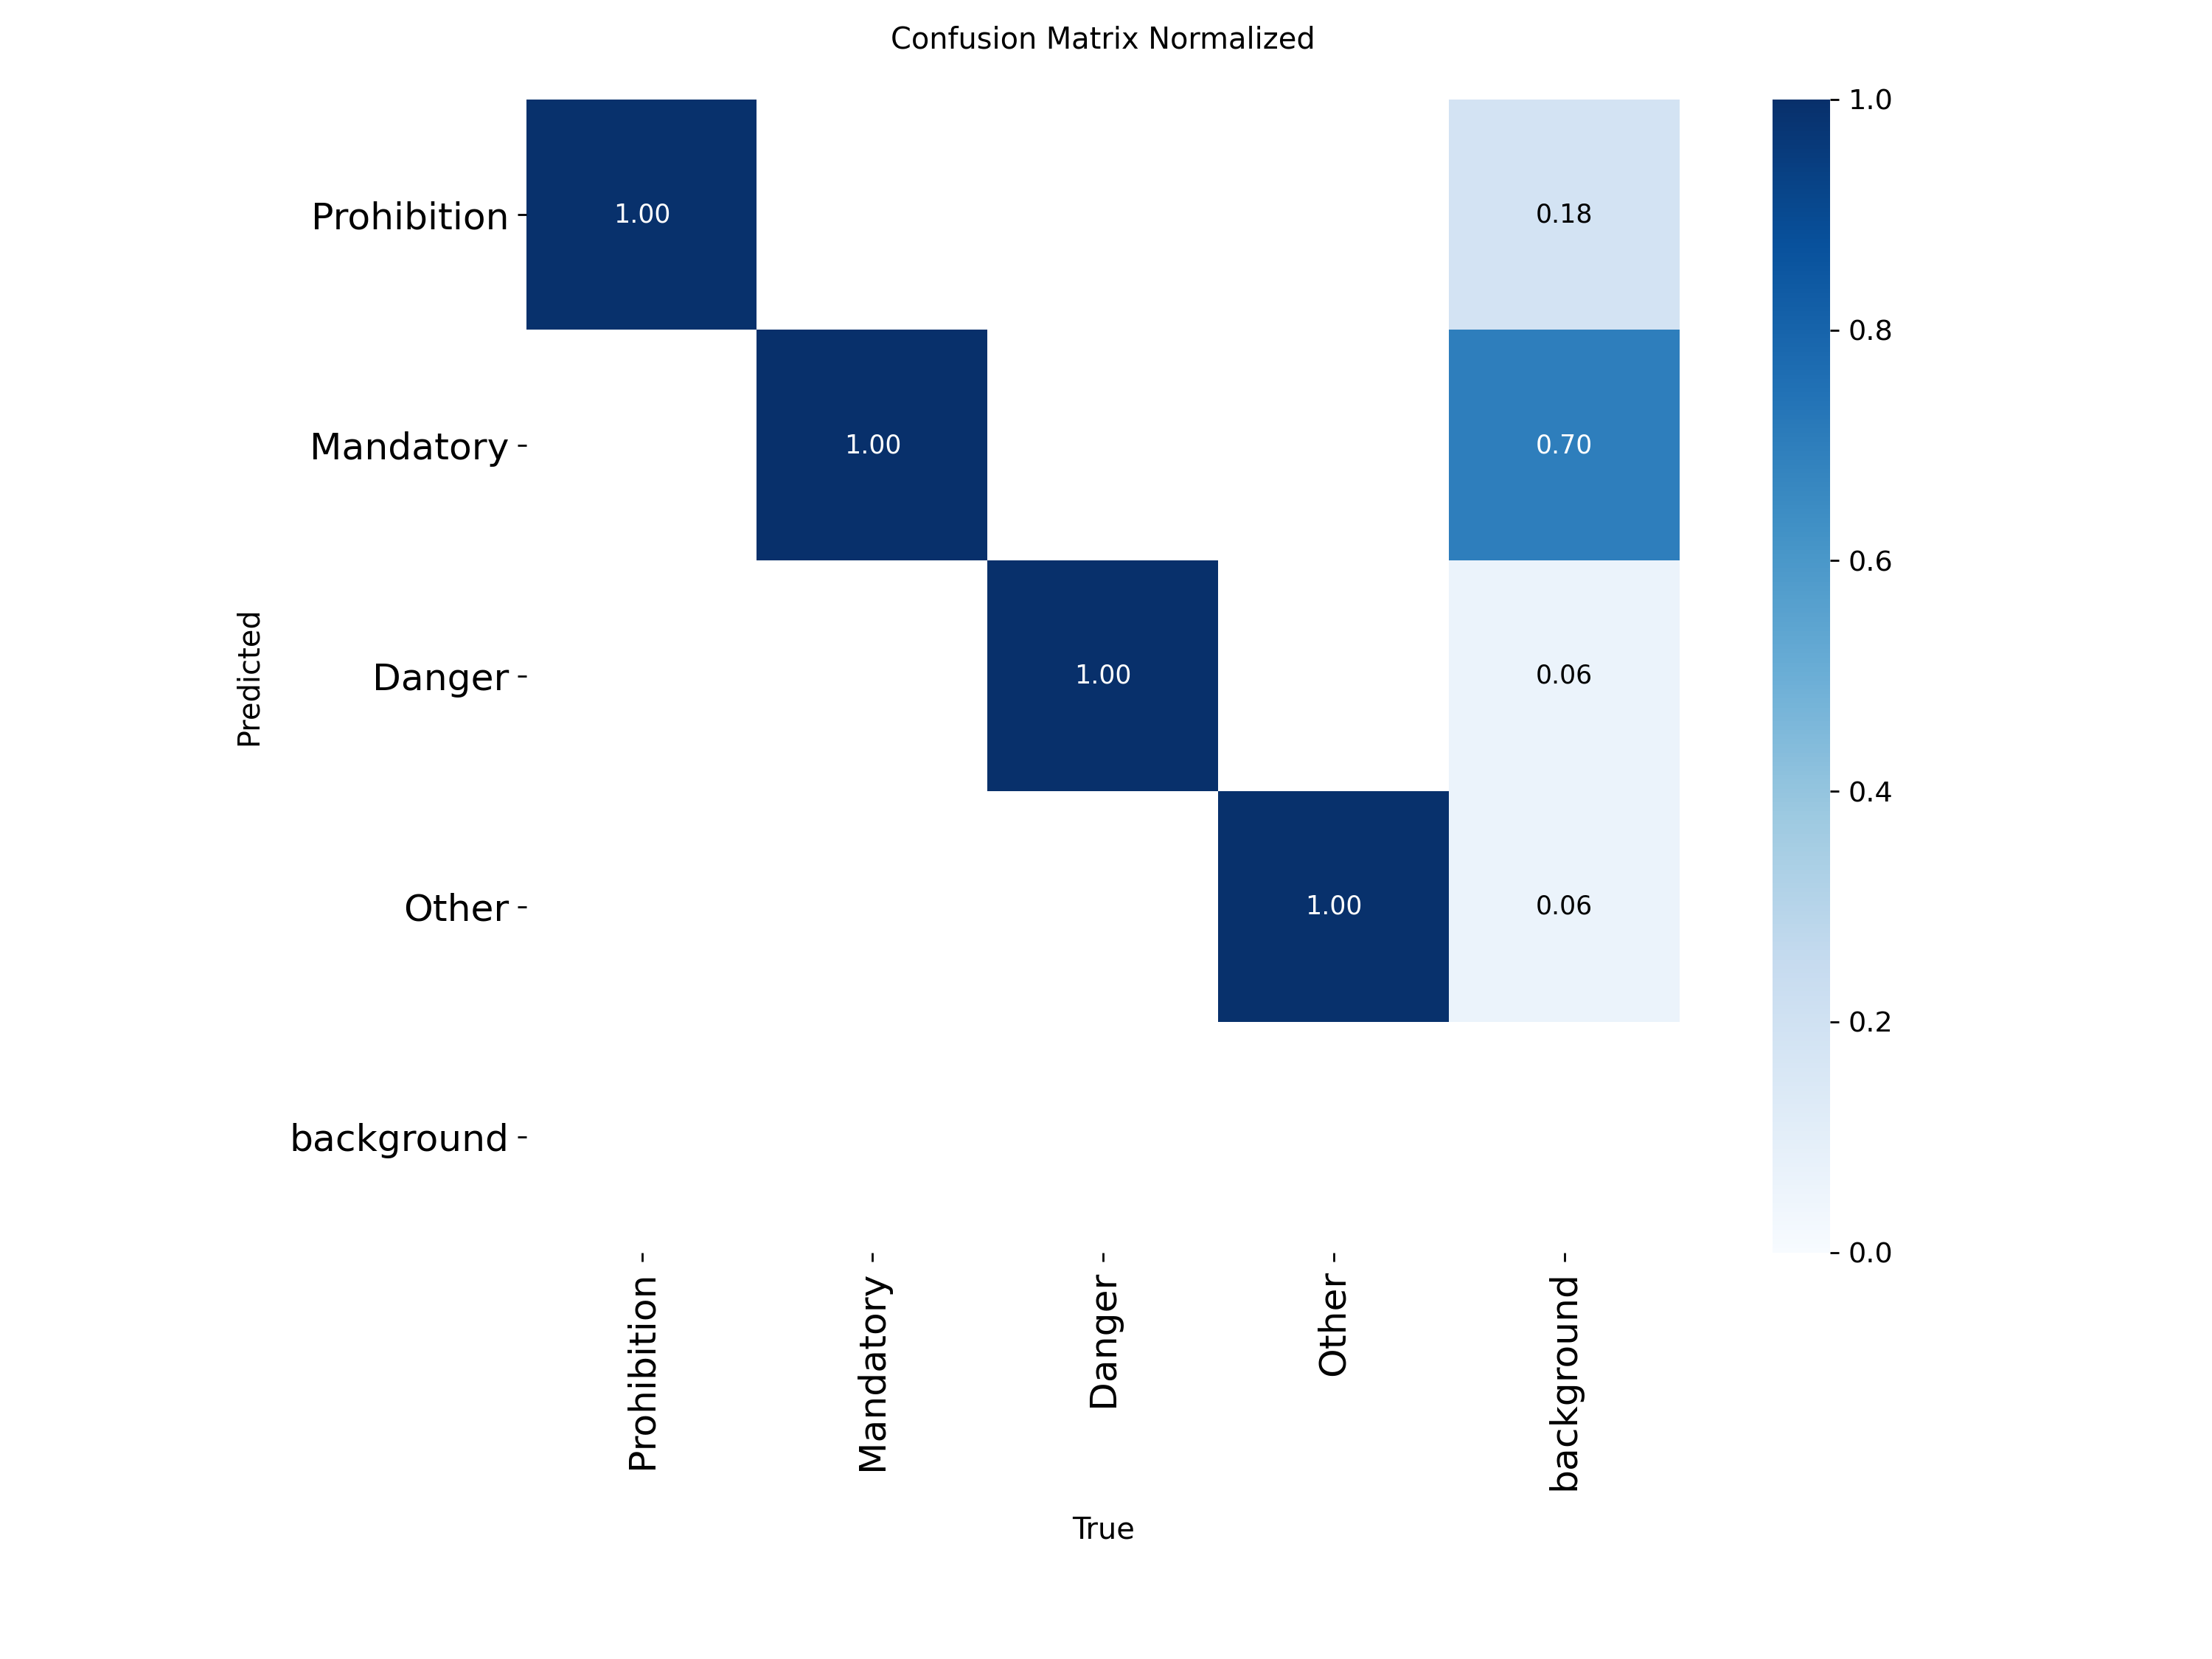 Confusion Matrix Normalized
Prohibition
1.00
0.18
Mandatory
1.00
0.70
Danger
1.00
0.06
Other
1.00
0.06
background
Predicted
Prohibition
Mandatory
Danger
Other
background
True
1.0
0.8
0.6
0.4
0.2
0.0